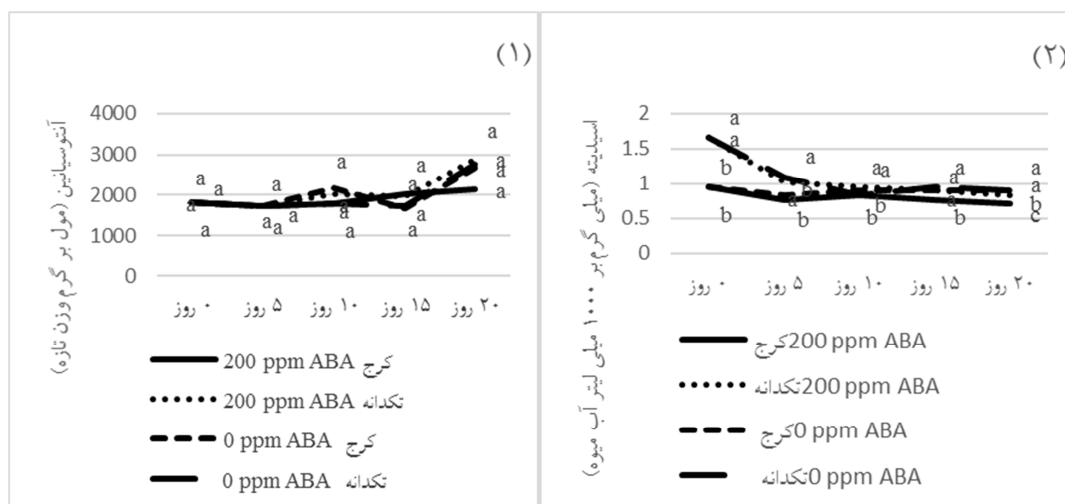 (۱)
آنتوسیانین (مول بر گرم وزن تازه)
4000
3000
2000
1000
0
a a a a a
a a a a a
a a a a a
a a a a a
۰ روز ۵ روز ۱۰ روز ۱۵ روز ۲۰ روز
200 ppm ABA کرج
200 ppm ABA تکدانه
0 ppm ABA کرج
0 ppm ABA تکدانه
(۲)
اسیدیته (میلی گرم بر ۱۰۰۰ میلی لیتر آب میوه)
2
1.5
1
0.5
0
a a a a a
a b a a a
b a b b b
b b b b c
۰ روز ۵ روز ۱۰ روز ۱۵ روز ۲۰ روز
کرج200 ppm ABA
تکدانه200 ppm ABA
کرج0 ppm ABA
تکدانه0 ppm ABA